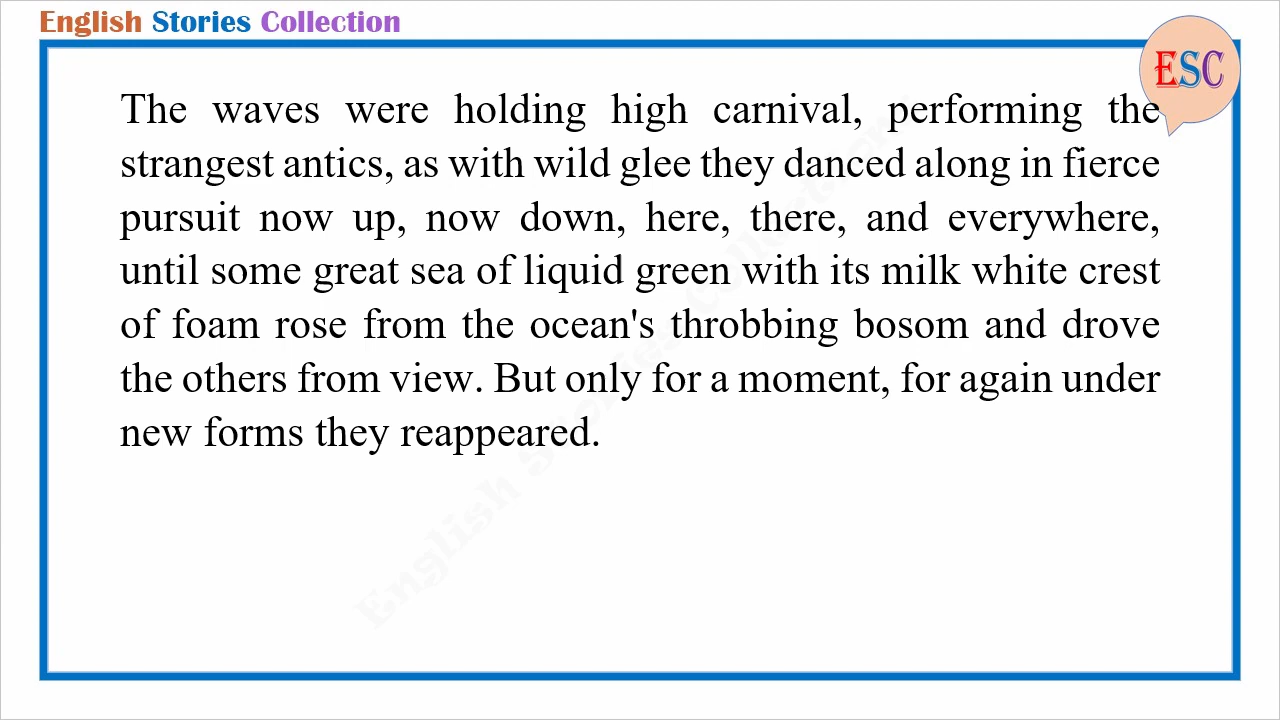 English Stories Collection
ESC
The waves were holding high carnival, performing the
strangest antics, as with wild glee they danced along in fierce
pursuit now up, now down, here, there, and everywhere,
until some great sea of liquid green with its milk white crest
of foam rose from the ocean's throbbing bosom and drove
the others from view. But only for a moment, for again under
new forms they reappeared.
English Stories Collection